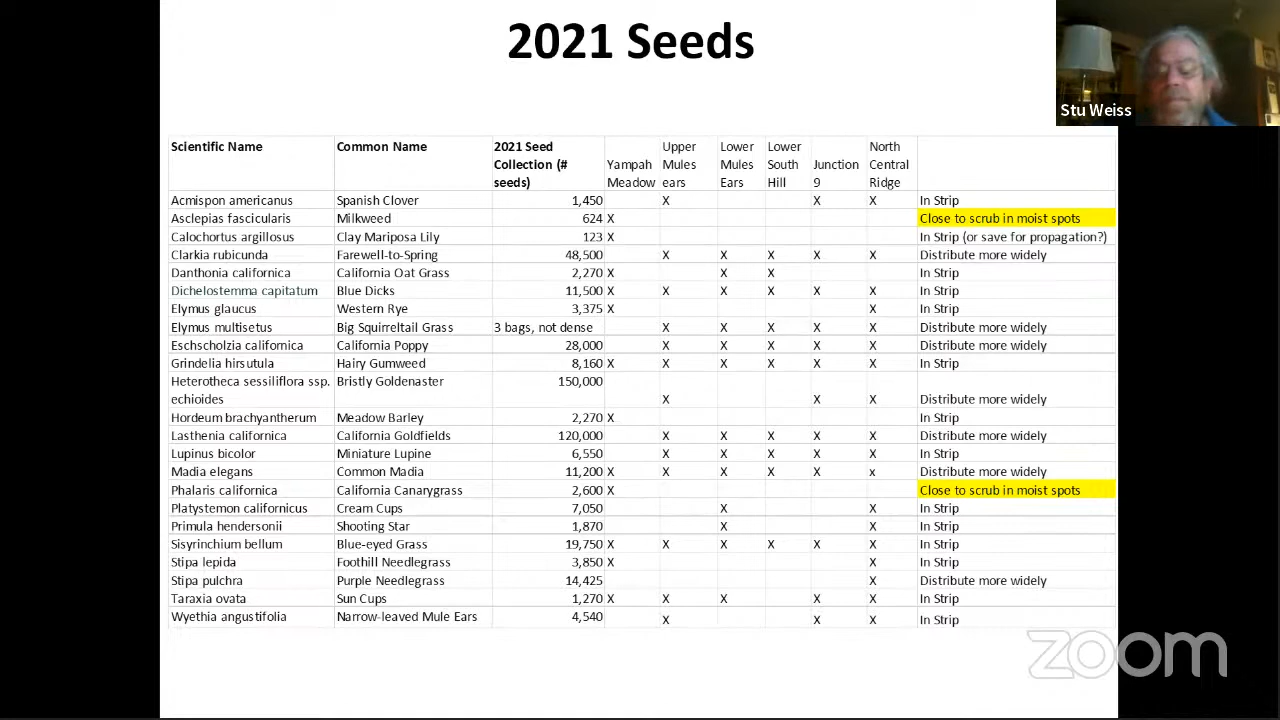 2021 Seeds
Stu Weiss
Scientific Name Common Name 2021 Seed Collection (# seeds) Yampah Meadow Upper Mules ears Lower Mules Ears Lower South Hill Junction 9 North Central Ridge
Acmispon americanus Spanish Clover 1,450 X X X In Strip
Asclepias fascicularis Milkweed 624 X Close to scrub in moist spots
Calochortus argillosus Clay Mariposa Lily 123 X In Strip (or save for propagation?)
Clarkia rubicunda Farewell-to-Spring 48,500 X X X X X Distribute more widely
Danthonia californica California Oat Grass 2,270 X X X In Strip
Dichelostemma capitatum Blue Dicks 11,500 X X X X X X In Strip
Elymus glaucus Western Rye 3,375 X X In Strip
Elymus multisetus Big Squirreltail Grass 3 bags, not dense X X X X X Distribute more widely
Eschscholzia californica California Poppy 28,000 X X X X X Distribute more widely
Grindelia hirsutula Hairy Gumweed 8,160 X X X X X X In Strip
Heterotheca sessiliflora ssp. echioides Bristly Goldenaster 150,000 X X X Distribute more widely
Hordeum brachyantherum Meadow Barley 2,270 X In Strip
Lasthenia californica California Goldfields 120,000 X X X X X Distribute more widely
Lupinus bicolor Miniature Lupine 6,550 X X X X X In Strip
Madia elegans Common Madia 11,200 X X X X X x Distribute more widely
Phalaris californica California Canarygrass 2,600 X Close to scrub in moist spots
Platystemon californicus Cream Cups 7,050 X X In Strip
Primula hendersonii Shooting Star 1,870 X X In Strip
Sisyrinchium bellum Blue-eyed Grass 19,750 X X X X X X In Strip
Stipa lepida Foothill Needlegrass 3,850 X X In Strip
Stipa pulchra Purple Needlegrass 14,425 X Distribute more widely
Taraxia ovata Sun Cups 1,270 X X X X X In Strip
Wyethia angustifolia Narrow-leaved Mule Ears 4,540 X X X In Strip
zoom